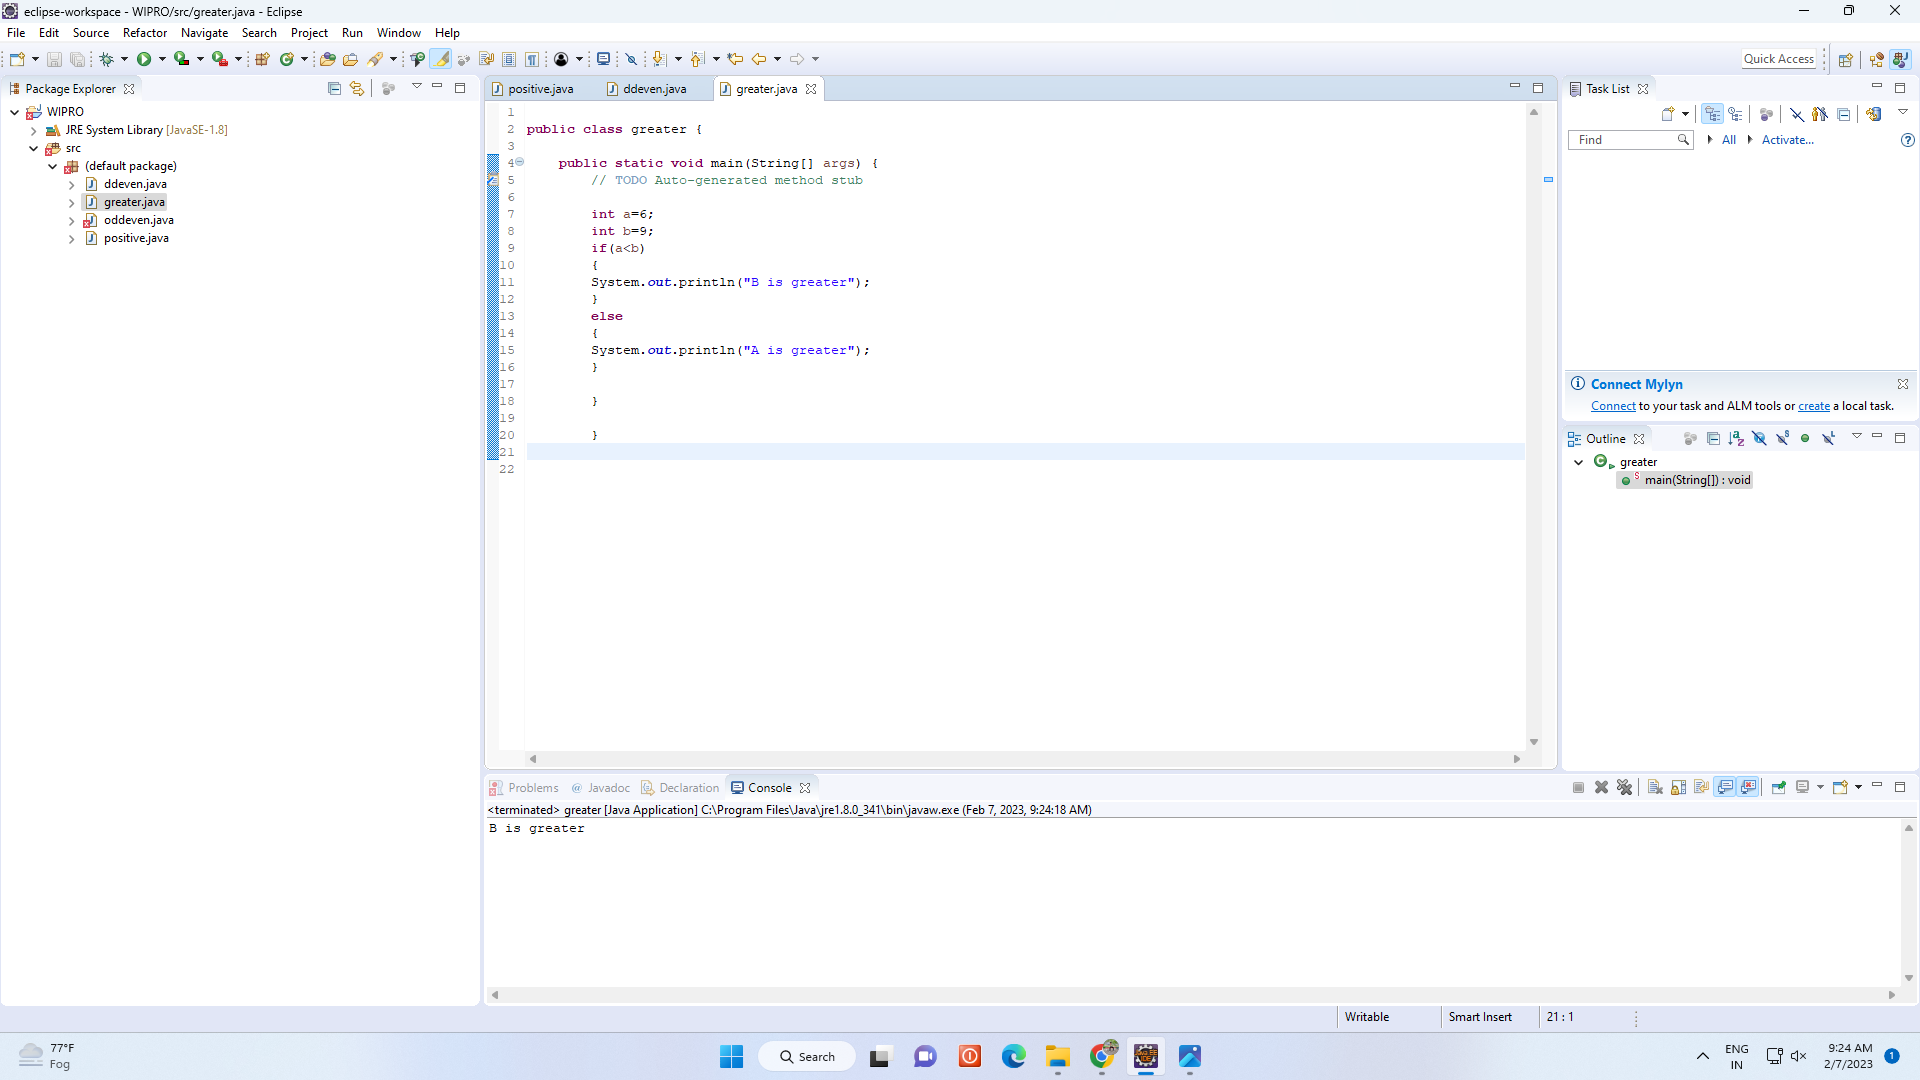 eclipse-workspace - WIPRO/src/greater.java - Eclipse
File Edit Source Refactor Navigate Search Project Run Window Help
Quick Access
Package Explorer
WIPRO
JRE System Library [JavaSE-1.8]
src
(default package)
ddeven.java
greater.java
oddeven.java
positive.java
positive.java ddeven.java greater.java
1
2 public class greater {
3
4 public static void main(String[] args) {
5 // TODO Auto-generated method stub
6
7 int a=6;
8 int b=9;
9 if(a<b)
10 {
11 System.out.println("B is greater");
12 }
13 else
14 {
15 System.out.println("A is greater");
16 }
17
18 }
19
20 }
21
22
Task List
Find All Activate...
Connect Mylyn
Connect to your task and ALM tools or create a local task.
Outline
greater
main(String[]) : void
Problems @ Javadoc Declaration Console
<terminated> greater [Java Application] C:\Program Files\Java\jre1.8.0_341\bin\javaw.exe (Feb 7, 2023, 9:24:18 AM)
B is greater
Writable Smart Insert 21 : 1
77°F
Fog
Search
ENG
IN
9:24 AM
2/7/2023
1